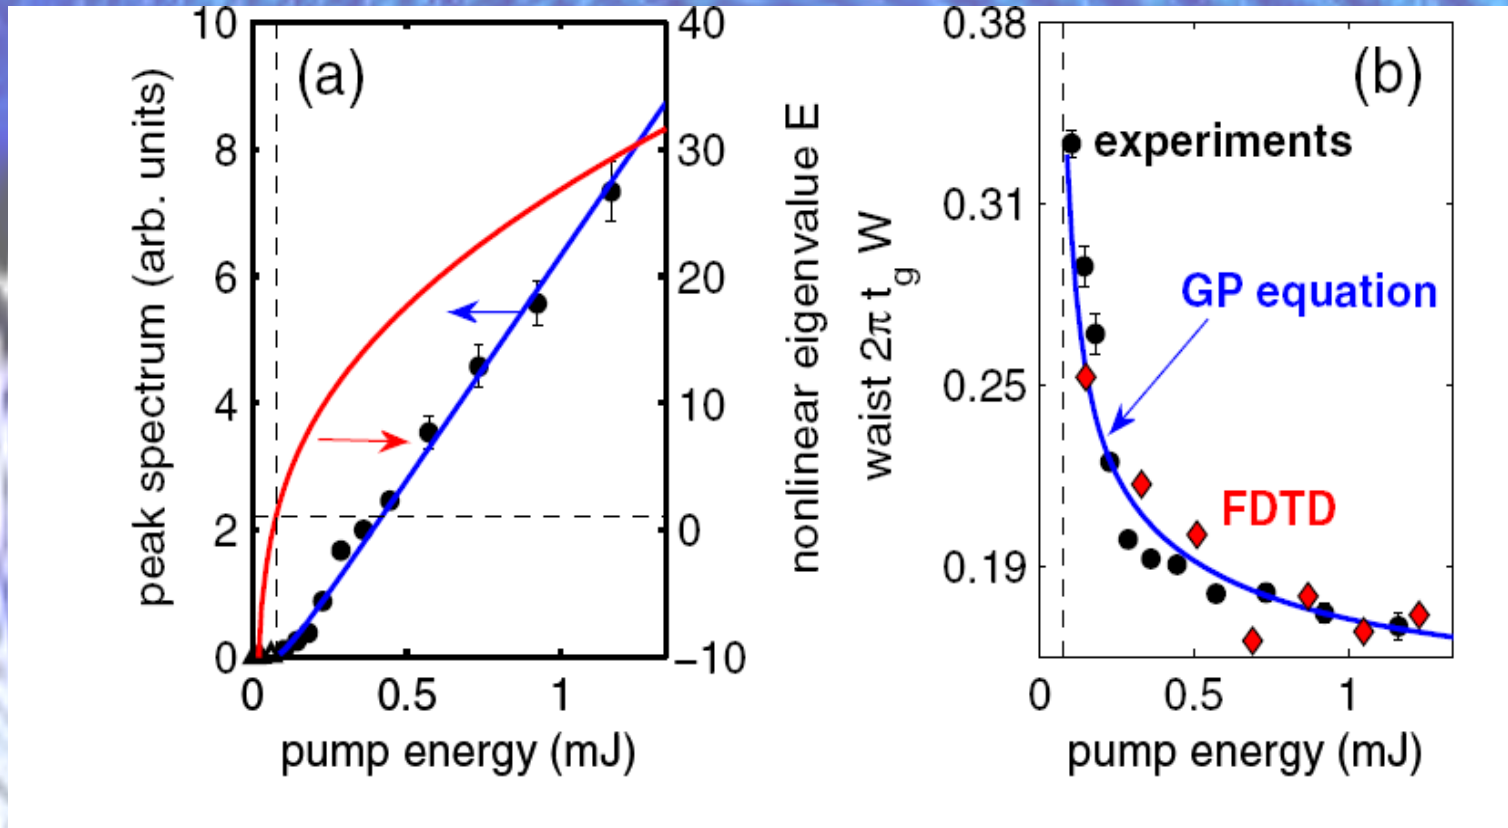 (a)
10
8
6
4
2
0
peak spectrum (arb. units)
40
30
20
10
0
−10
nonlinear eigenvalue E
0
0.5
1
pump energy (mJ)
(b)
0.38
0.31
0.25
0.19
waist 2π t_g W
experiments
GP equation
FDTD
0
0.5
1
pump energy (mJ)